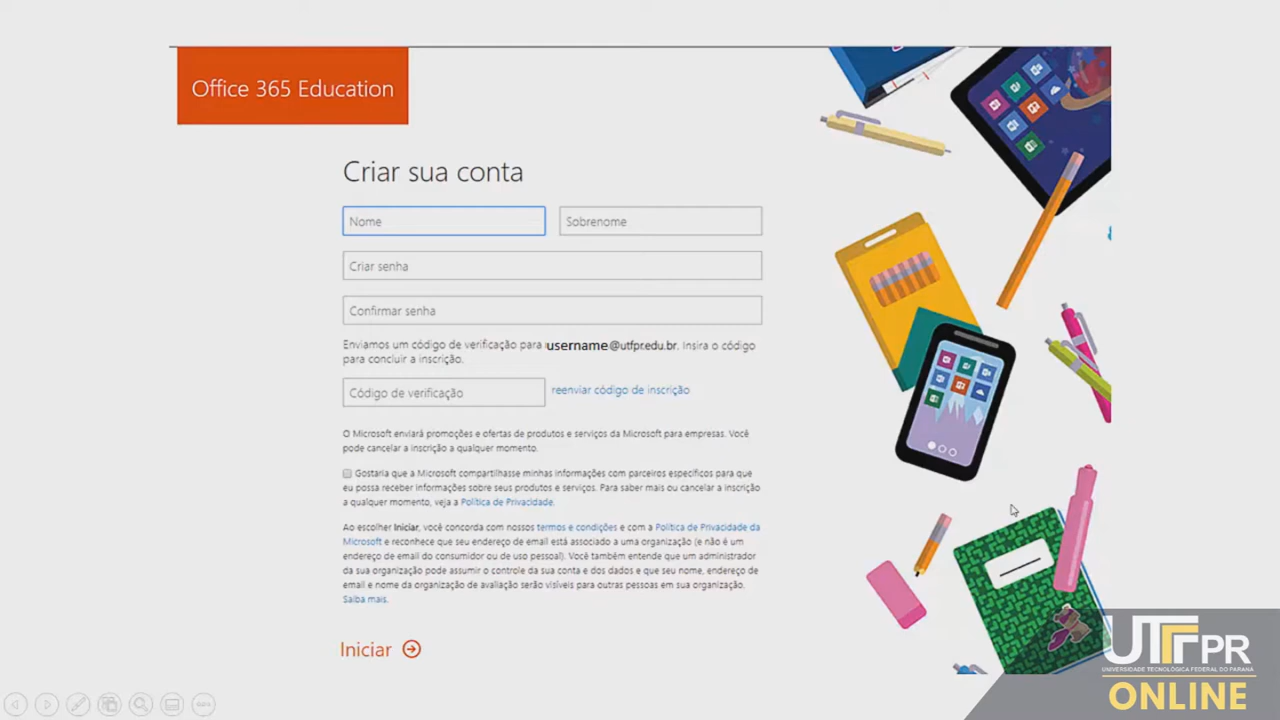 Office 365 Education
Criar sua conta
Nome
Sobrenome
Criar senha
Confirmar senha
Enviamos um código de verificação para username@utfpr.edu.br. Insira o código
para concluir a inscrição.
Código de verificação
reenviar código de inscrição
O Microsoft enviará promoções e ofertas de produtos e serviços da Microsoft para empresas. Você
pode cancelar a inscrição a qualquer momento.
Gostaria que a Microsoft compartilhasse minhas informações com parceiros específicos para que
eu possa receber informações sobre seus produtos e serviços. Para saber mais ou cancelar a inscrição
a qualquer momento, veja a Política de Privacidade.
Ao escolher Iniciar, você concorda com nossos termos e condições e com a Política de Privacidade da
Microsoft e reconhece que seu endereço de email está associado a uma organização (e não é um
endereço de email do consumidor ou de uso pessoal). Você também entende que um administrador
da sua organização pode assumir o controle da sua conta e dos dados e que seu nome, endereço de
email e nome da organização de avaliação serão visíveis para outras pessoas em sua organização.
Saiba mais.
Iniciar
UTFPR
UNIVERSIDADE TECNOLÓGICA FEDERAL DO PARANÁ
ONLINE